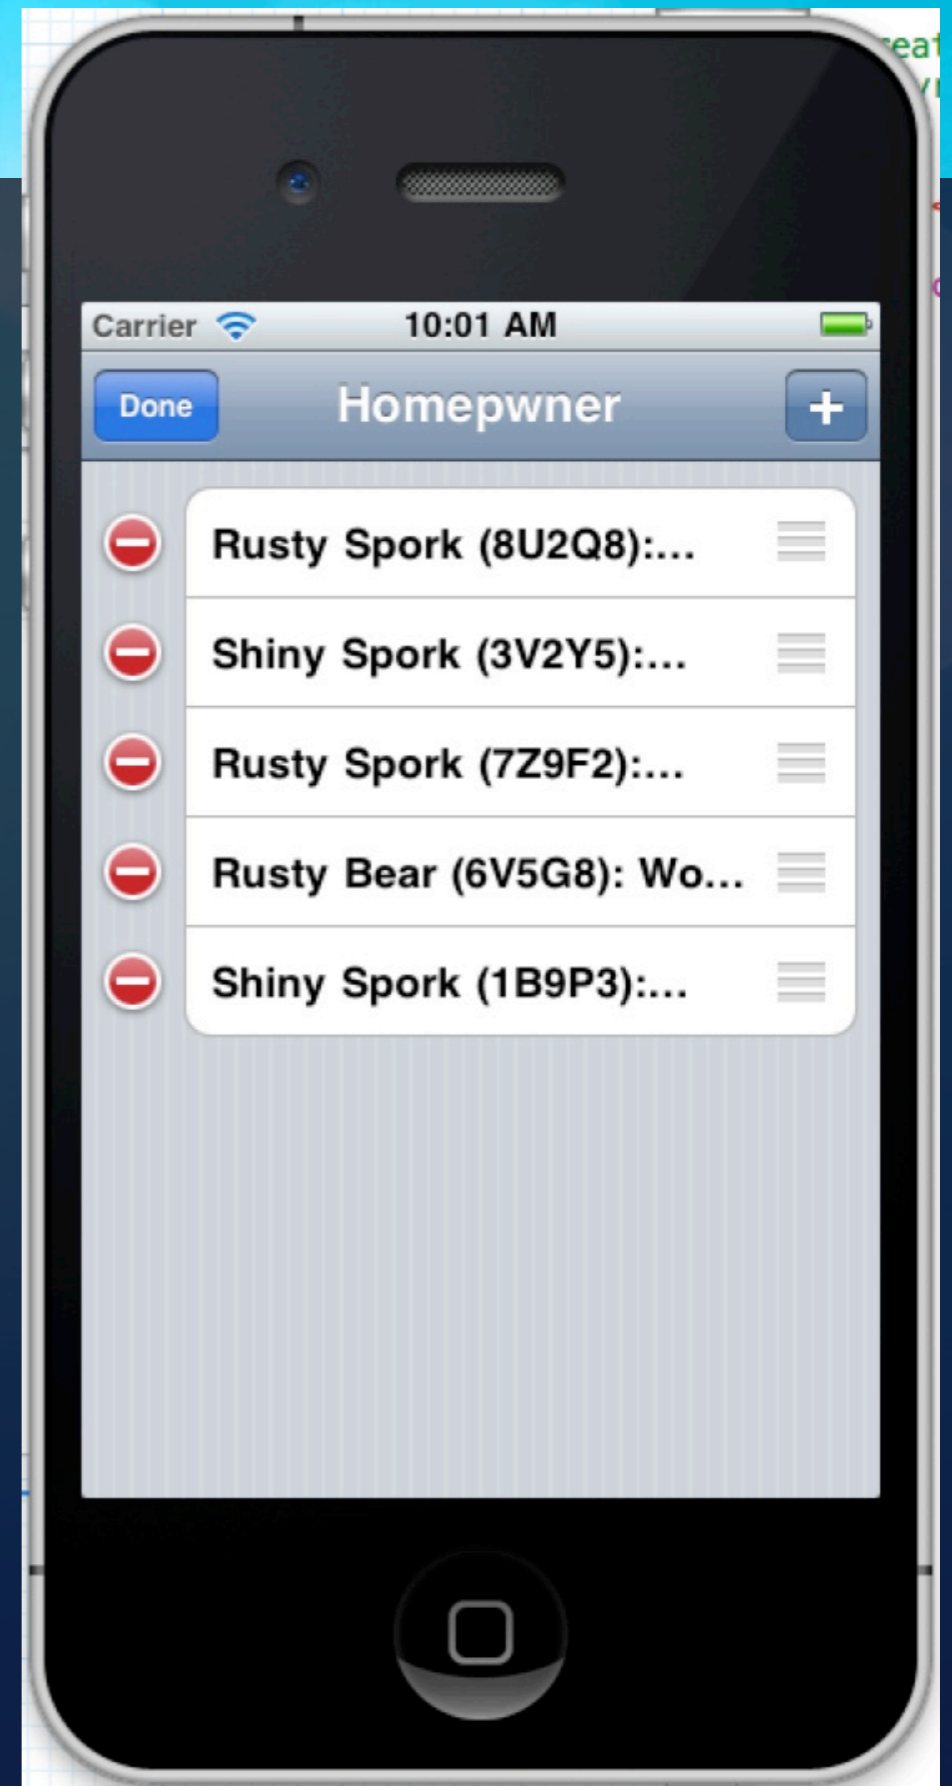 Carrier 10:01 AM
Done Homepwner +
Rusty Spork (8U2Q8):...
Shiny Spork (3V2Y5):...
Rusty Spork (7Z9F2):...
Rusty Bear (6V5G8): Wo...
Shiny Spork (1B9P3):...